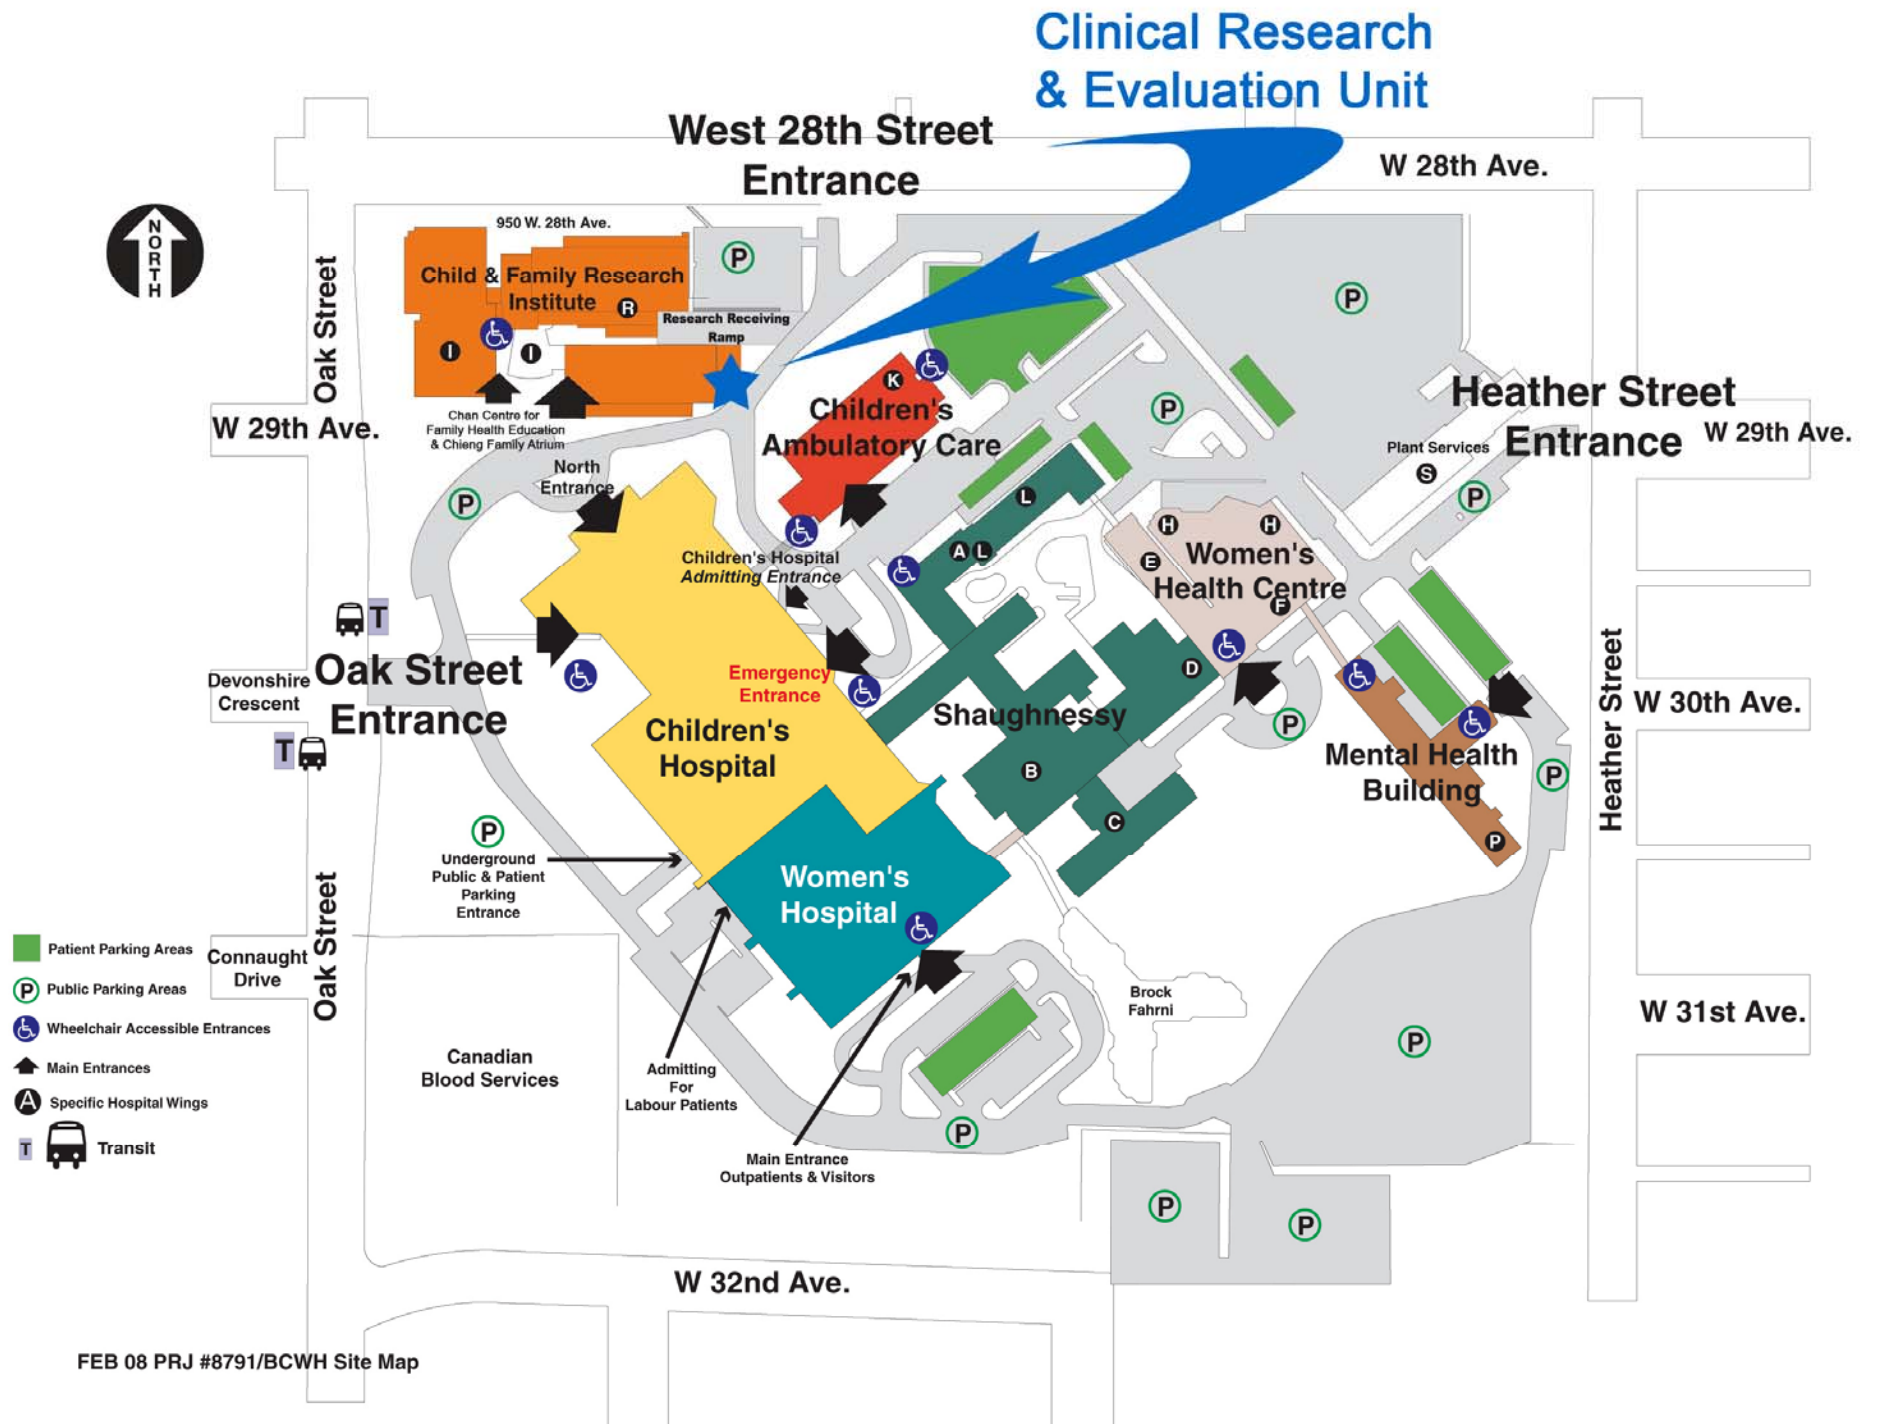 Clinical Research
& Evaluation Unit
West 28th Street
Entrance
W 28th Ave.
NORTH
950 W. 28th Ave.
P
Child & Family Research
Institute
R
I
I
Research Receiving
Ramp
P
Oak Street
K
Children's
Ambulatory Care
P
Heather Street
Entrance
W 29th Ave.
W 29th Ave.
Chan Centre for
Family Health Education
& Chieng Family Atrium
Plant Services
S
P
North
Entrance
P
L
A
L
H
H
E
Women's
Health Centre
F
Children's Hospital
Admitting Entrance
T
Devonshire
Crescent
Oak Street
Entrance
T
Emergency
Entrance
Children's
Hospital
Shaughnessy
D
B
C
P
Mental Health
Building
P
P
Heather Street
W 30th Ave.
P
Underground
Public & Patient
Parking
Entrance
Women's
Hospital
Oak Street
Connaught
Drive
Patient Parking Areas
P Public Parking Areas
Wheelchair Accessible Entrances
Main Entrances
A Specific Hospital Wings
T Transit
Canadian
Blood Services
Admitting
For
Labour Patients
Main Entrance
Outpatients & Visitors
Brock
Fahrni
P
P
W 31st Ave.
P
P
W 32nd Ave.
FEB 08 PRJ #8791/BCWH Site Map